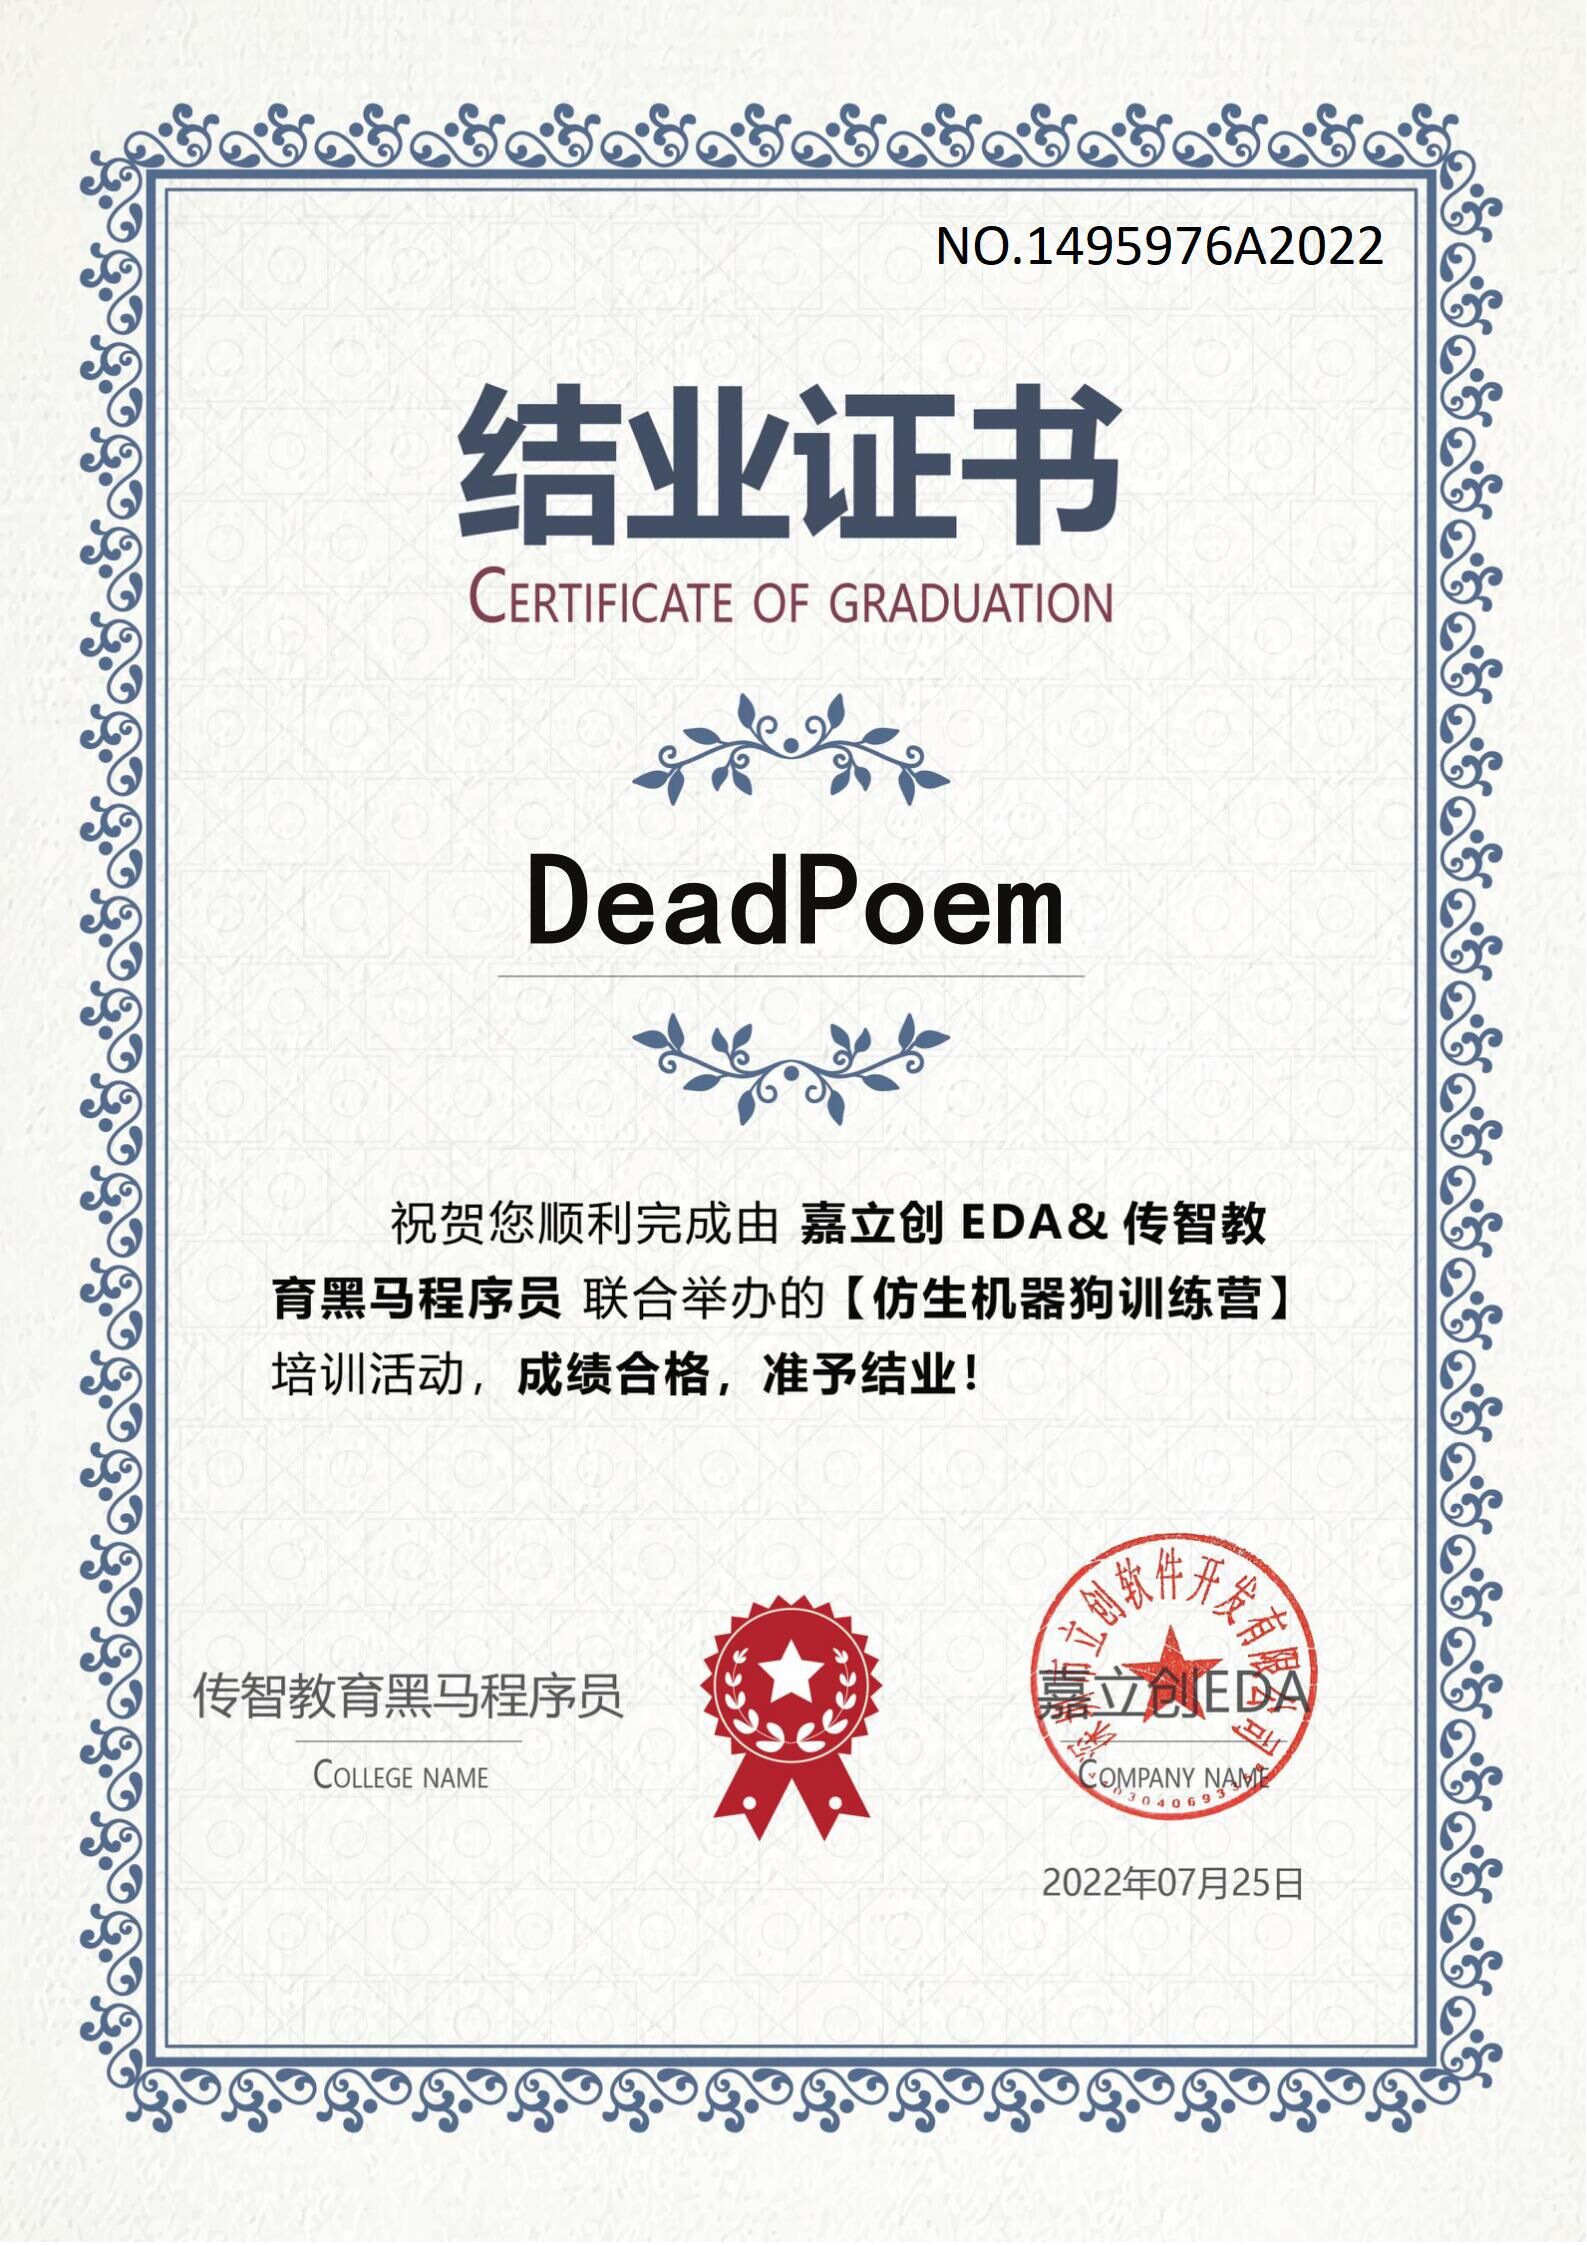 NO.1495976A2022
结业证书
CERTIFICATE OF GRADUATION
DeadPoem
祝贺您顺利完成由 嘉立创 EDA& 传智教
育黑马程序员 联合举办的【仿生机器狗训练营】
培训活动，成绩合格，准予结业！
深圳市立创软件开发有限公司
传智教育黑马程序员
嘉立创EDA
COLLEGE NAME
COMPANY NAME
2022年07月25日